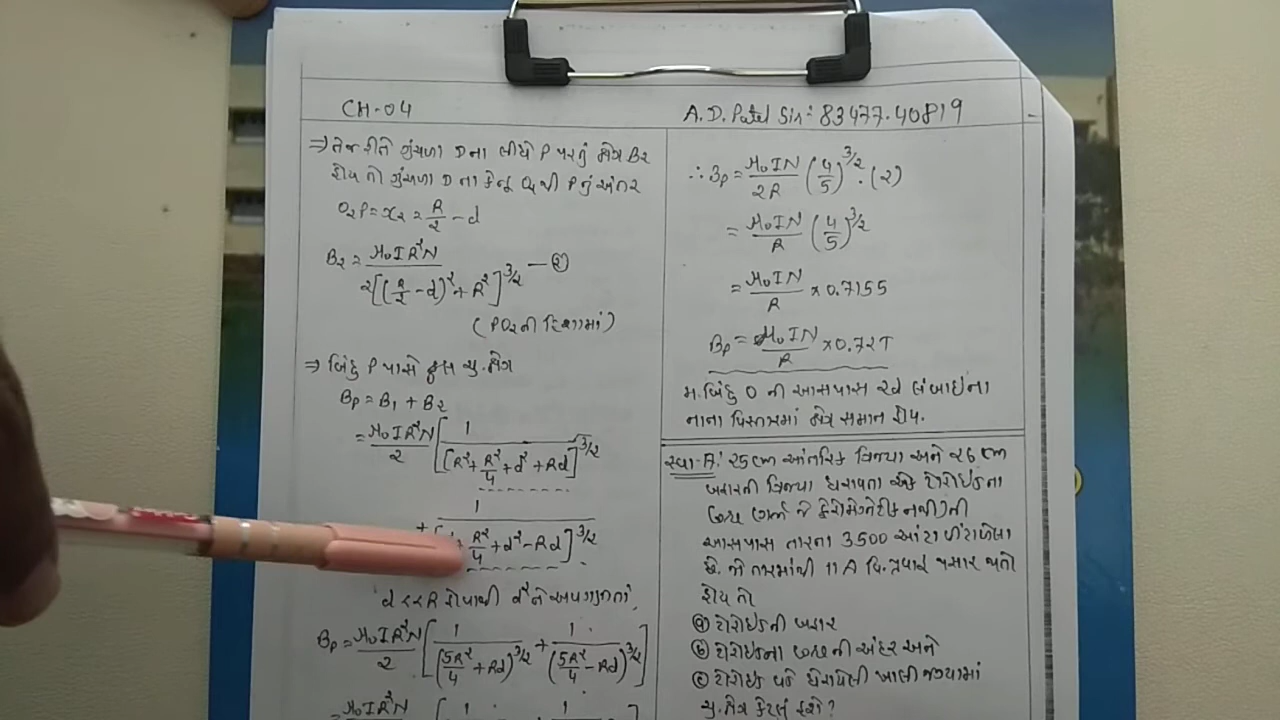 CH-04
A.D. Patel Sir: 83477-40819
⇒ તેજ રીતે ગુંચળા D ના લીધે P પરનું ક્ષેત્ર B₂
હોય તો ગુંચળા D ના કેન્દ્ર O₂ થી P નું અંતર
O₂P = x₂ = R/2 - d
B₂ = μ₀IR²N / 2[(R/2 - d)² + R²]^3/2 — ②
(PO₂ ની દિશામાં)
⇒ બિંદુ P પાસે કુલ ચુ.ક્ષેત્ર
Bp = B₁ + B₂
= μ₀IR²N/2 [ 1 / [R² + R²/4 + d² + Rd]^3/2
+ 1 / [ + R²/4 + d² - Rd]^3/2
d << R હોવાથી d² ને અવગણતાં,
Bp = μ₀IR²N/2 [ 1 / (5R²/4 + Rd)^3/2 + 1 / (5R²/4 - Rd)^3/2 ]
= μ₀IR²N [ 1 + 1
∴ Bp = μ₀IN/2R (4/5)^3/2 . (2)
= μ₀IN/R (4/5)^3/2
= μ₀IN/R × 0.7155
Bp = μ₀IN/R × 0.72T
મ. બિંદુ O ની આસપાસ 2d લંબાઇના
નાના વિસ્તારમાં ક્ષેત્ર સમાન હોય.
સ્વા-A: 25 cm આંતરિક ત્રિજ્યા અને 26 cm
બહારની ત્રિજ્યા ધરાવતા એક ટોરોઇડના
(જે ફેરોમેગ્નેટીક નથી) ની
આસપાસ તારના 3500 આંટા વીંટાળેલા
છે. જો તારમાંથી 11 A વિ.પ્રવાહ પસાર થતો
હોય તો
ⓐ ટોરોઇડની બહાર
ⓑ ટોરોઇડના ની અંદર અને
ⓒ ટોરોઇડ વડે ઘેરાયેલી ખાલી જગ્યામાં
ચુ.ક્ષેત્ર કેટલું હશે?